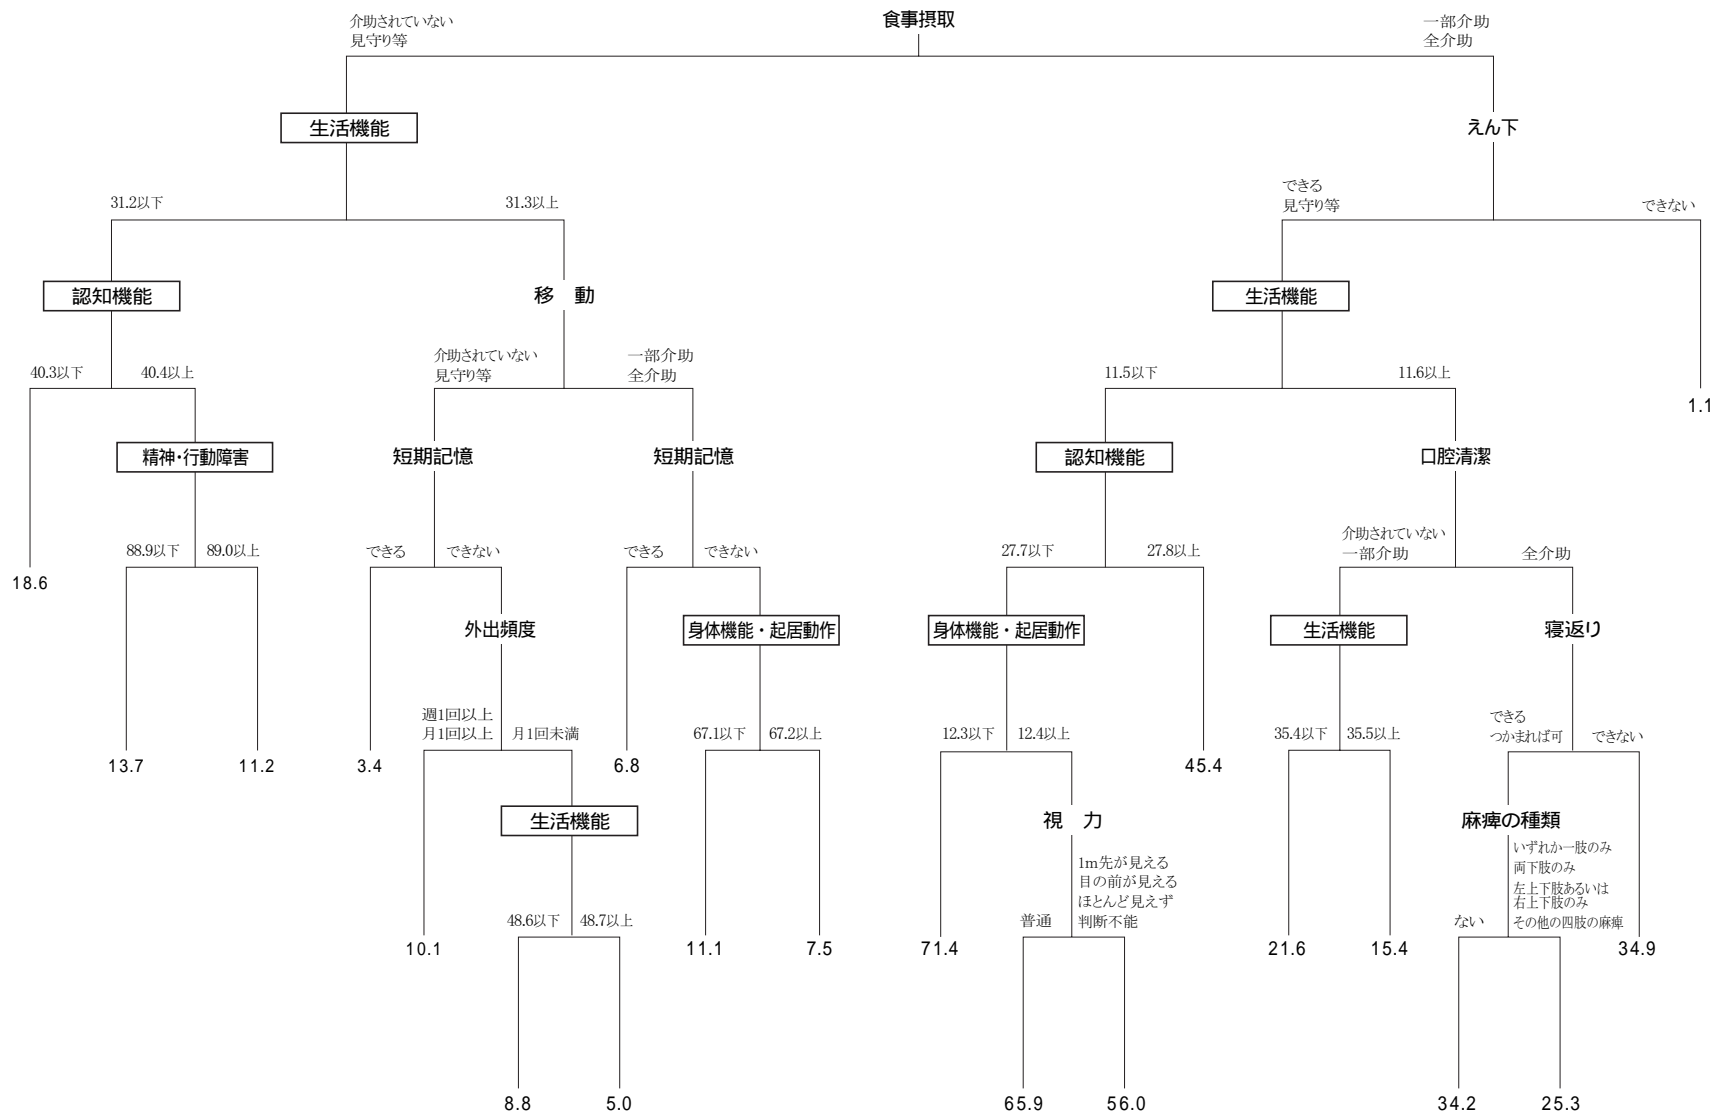 食事摂取
介助されていない
見守り等
一部介助
全介助
生活機能
えん下
31.2以下
31.3以上
できる
見守り等
できない
認知機能
移 動
生活機能
40.3以下
40.4以上
介助されていない
見守り等
一部介助
全介助
11.5以下
11.6以上
1.1
精神・行動障害
短期記憶
短期記憶
認知機能
口腔清潔
88.9以下
89.0以上
できる
できない
できる
できない
27.7以下
27.8以上
介助されていない
一部介助
全介助
18.6
外出頻度
身体機能・起居動作
身体機能・起居動作
生活機能
寝返り
週1回以上
月1回以上
月1回未満
67.1以下
67.2以上
12.3以下
12.4以上
35.4以下
35.5以上
できる
つかまれば可
できない
13.7
11.2
3.4
6.8
45.4
生活機能
視 力
麻痺の種類
1m先が見える
目の前が見える
ほとんど見えず
判断不能
普通
いずれか一肢のみ
両下肢のみ
左上下肢あるいは
右上下肢のみ
その他の四肢の麻痺
ない
48.6以下
48.7以上
10.1
11.1
7.5
71.4
21.6
15.4
34.9
8.8
5.0
65.9
56.0
34.2
25.3